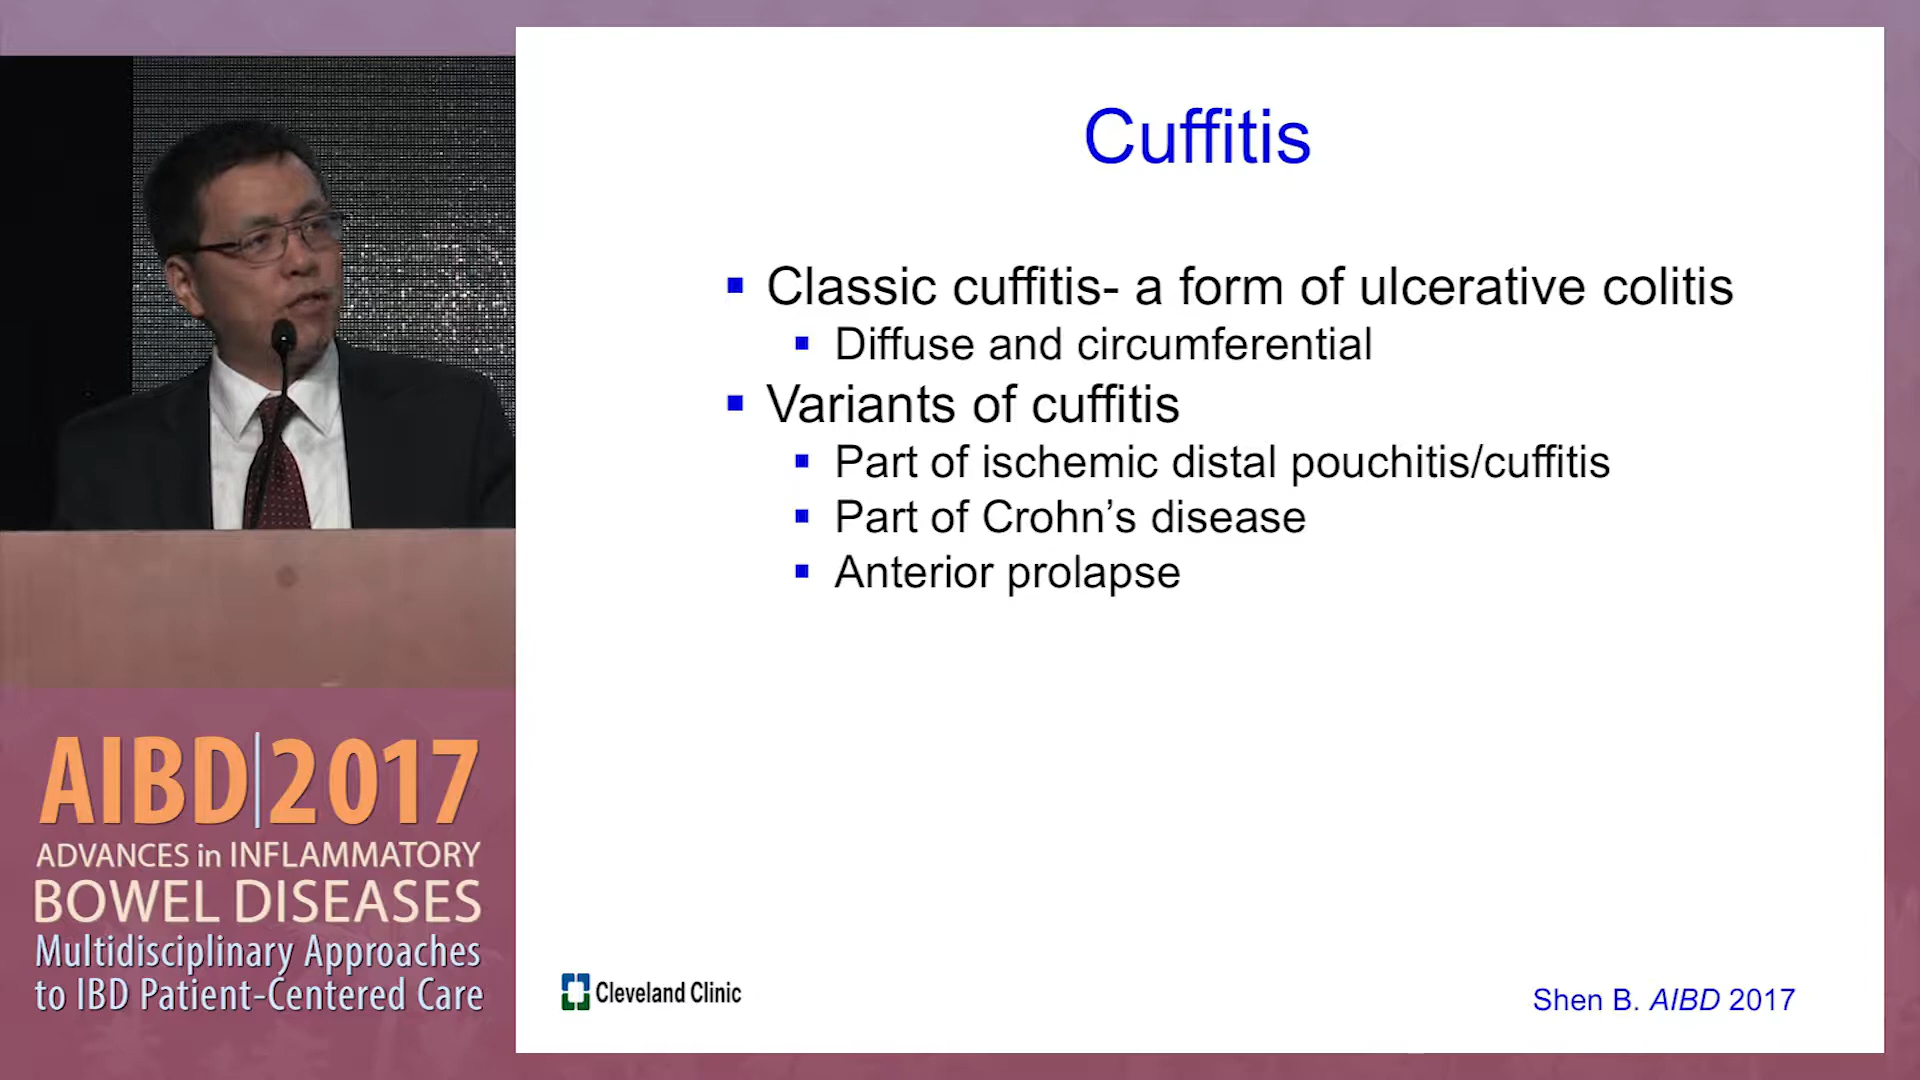 Cuffitis
Classic cuffitis- a form of ulcerative colitis
Diffuse and circumferential
Variants of cuffitis
Part of ischemic distal pouchitis/cuffitis
Part of Crohn’s disease
Anterior prolapse
AIBD|2017
ADVANCES in INFLAMMATORY
BOWEL DISEASES
Multidisciplinary Approaches
to IBD Patient-Centered Care
Cleveland Clinic
Shen B. AIBD 2017